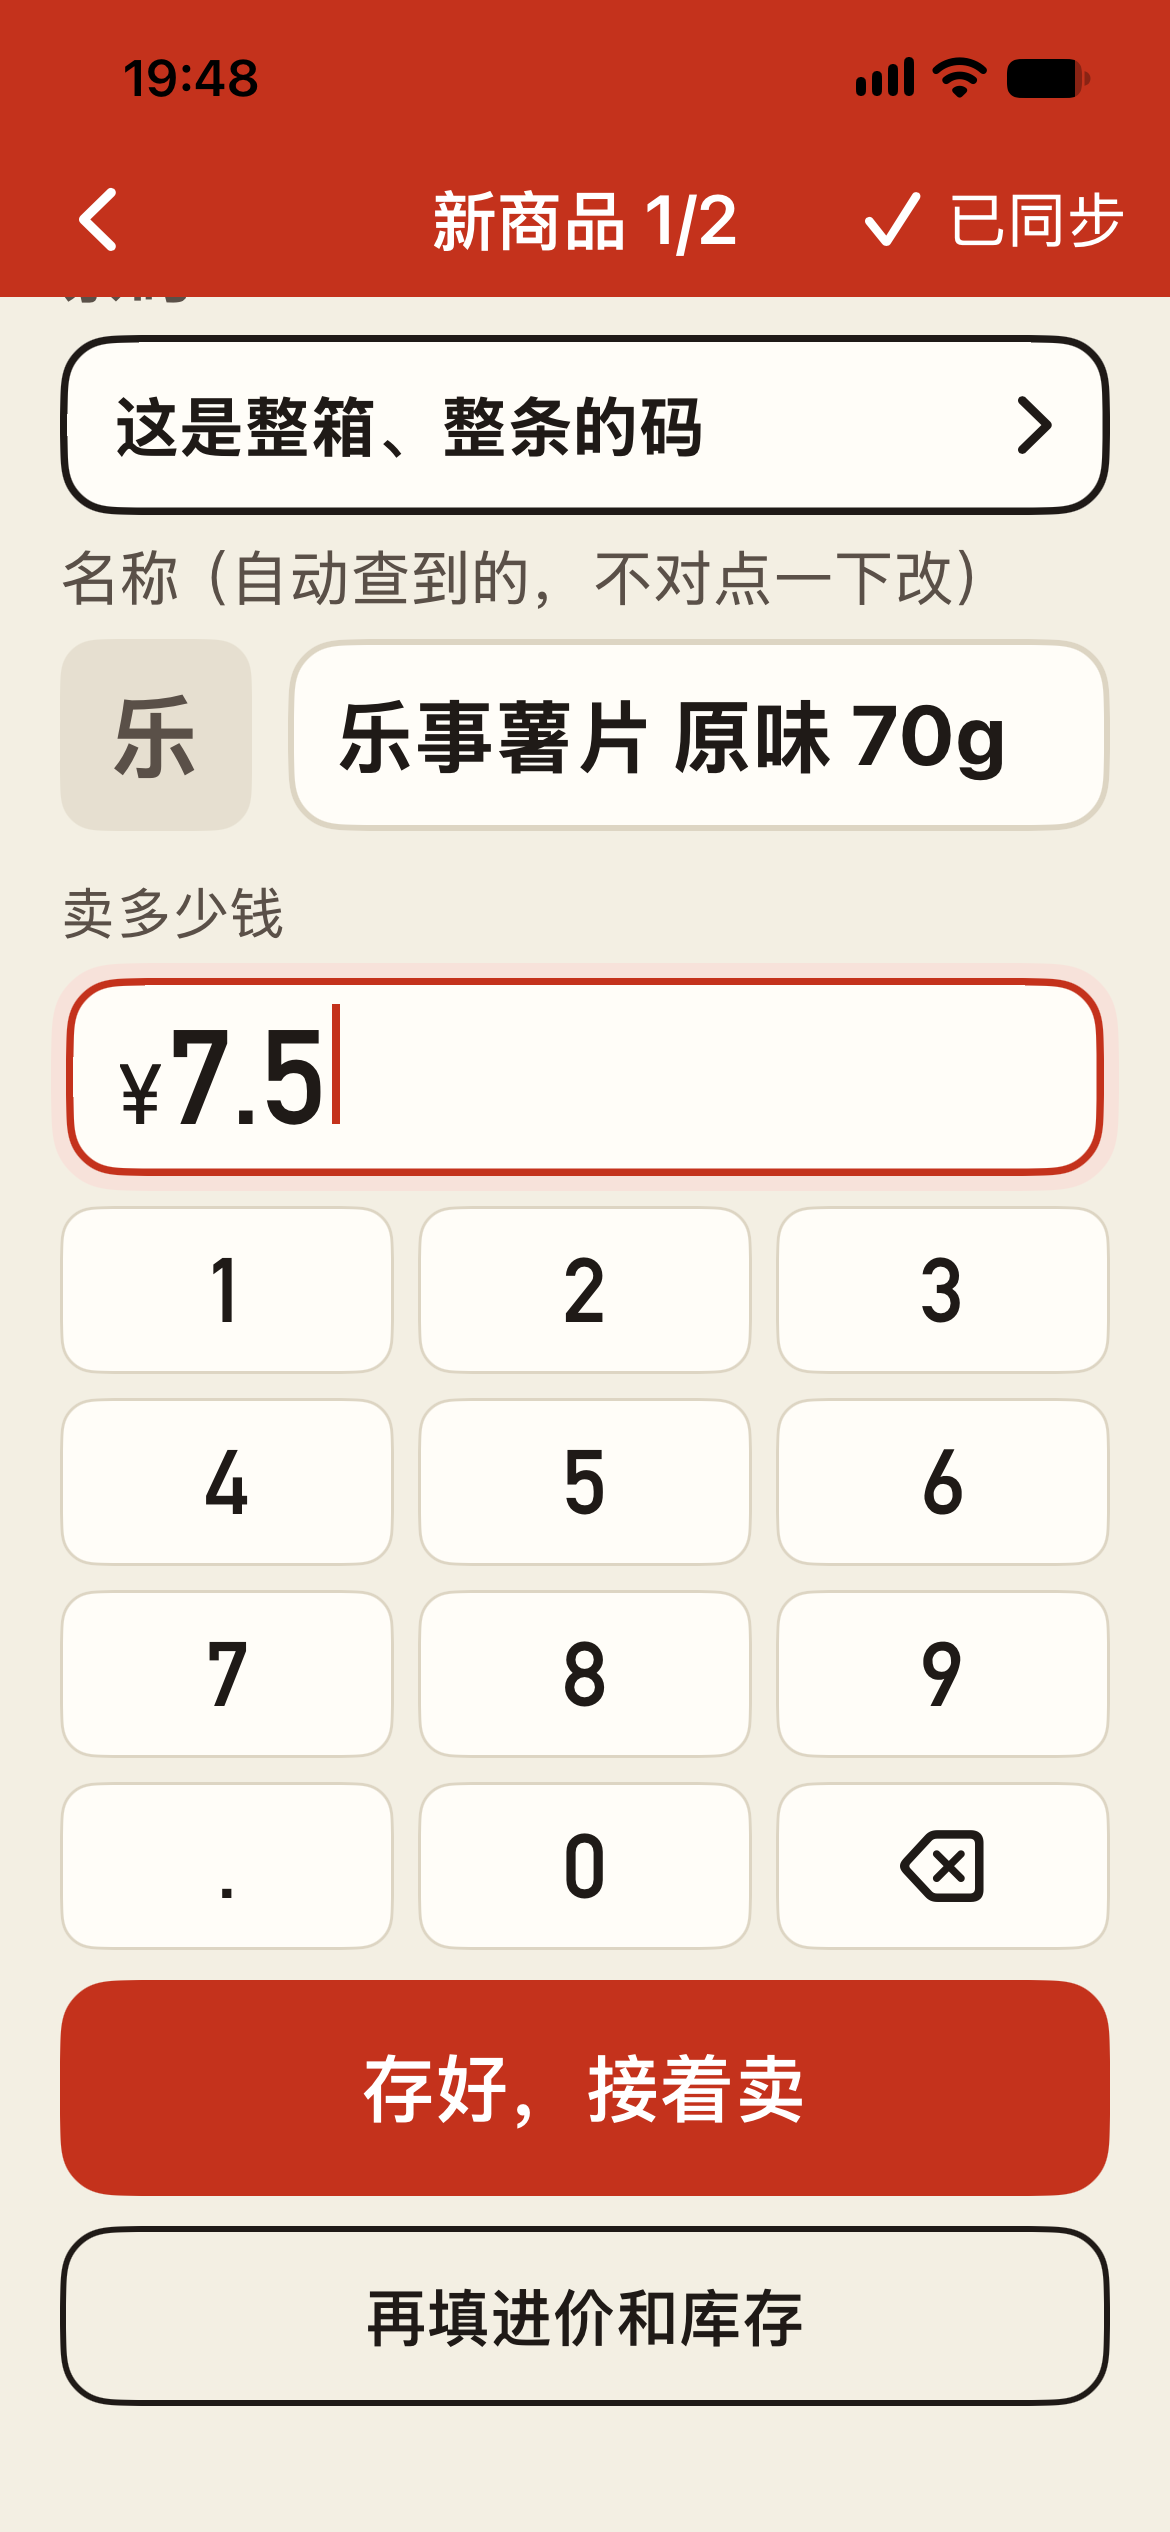 19:48
新商品 1/2
已同步
这是整箱、整条的码
名称（自动查到的，不对点一下改）
乐
乐事薯片 原味 70g
卖多少钱
¥7.5
1
2
3
4
5
6
7
8
9
.
0
存好，接着卖
再填进价和库存